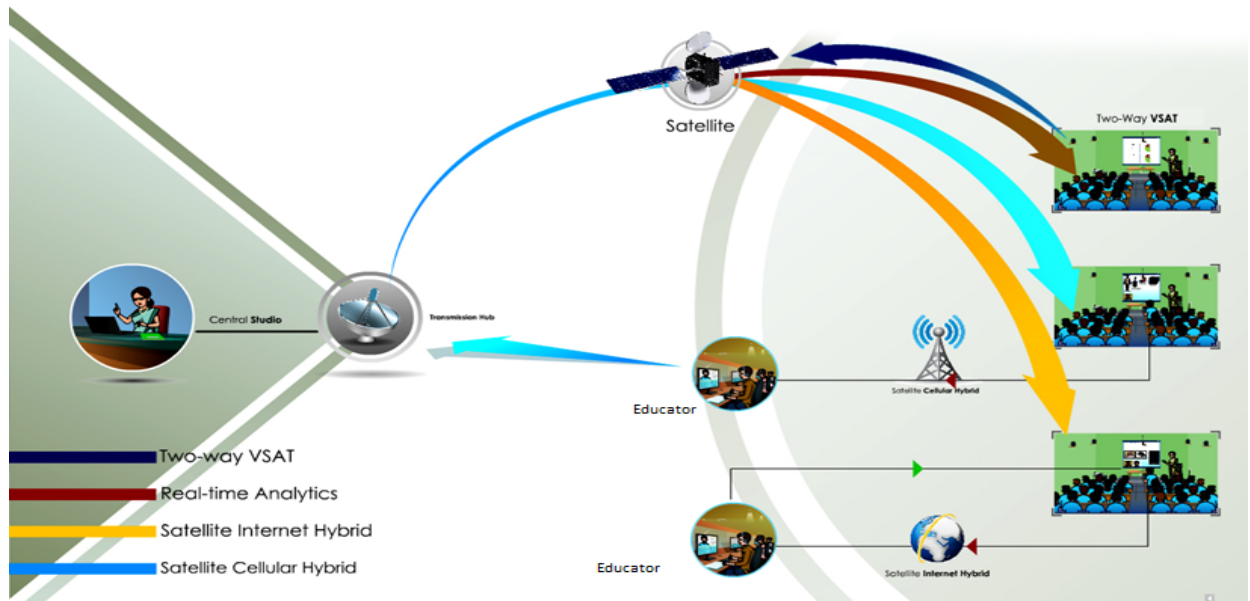 Satellite
Two-Way VSAT
Central Studio
Transmission Hub
Satellite Cellular Hybrid
Educator
Two-way VSAT
Real-time Analytics
Satellite Internet Hybrid
Satellite Cellular Hybrid
Educator
Satellite Internet Hybrid